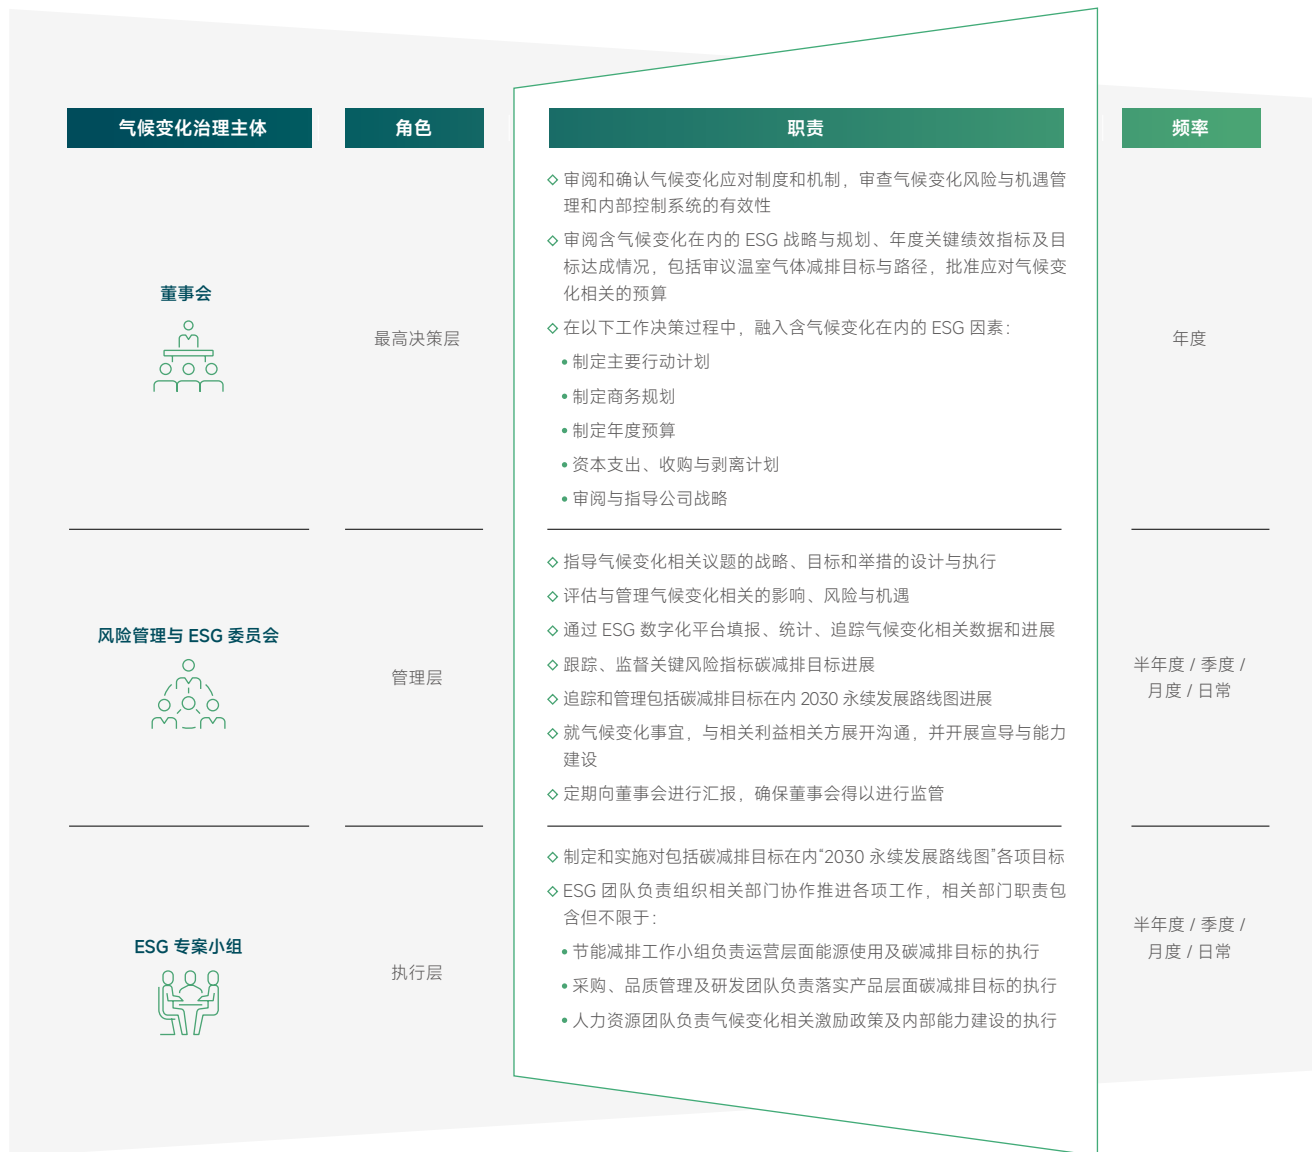 气候变化治理主体
角色
职责
频率
董事会
最高决策层
◇ 审阅和确认气候变化应对制度和机制，审查气候变化风险与机遇管
理和内部控制系统的有效性
◇ 审阅含气候变化在内的 ESG 战略与规划、年度关键绩效指标及目
标达成情况，包括审议温室气体减排目标与路径，批准应对气候变
化相关的预算
◇ 在以下工作决策过程中，融入含气候变化在内的 ESG 因素：
• 制定主要行动计划
• 制定商务规划
• 制定年度预算
• 资本支出、收购与剥离计划
• 审阅与指导公司战略
年度
风险管理与 ESG 委员会
管理层
◇ 指导气候变化相关议题的战略、目标和举措的设计与执行
◇ 评估与管理气候变化相关的影响、风险与机遇
◇ 通过 ESG 数字化平台填报、统计、追踪气候变化相关数据和进展
◇ 跟踪、监督关键风险指标碳减排目标进展
◇ 追踪和管理包括碳减排目标在内 2030 永续发展路线图进展
◇ 就气候变化事宜，与相关利益相关方展开沟通，并开展宣导与能力
建设
◇ 定期向董事会进行汇报，确保董事会得以进行监管
半年度 / 季度 /
月度 / 日常
ESG 专案小组
执行层
◇ 制定和实施对包括碳减排目标在内“2030 永续发展路线图”各项目标
◇ ESG 团队负责组织相关部门协作推进各项工作，相关部门职责包
含但不限于：
• 节能减排工作小组负责运营层面能源使用及碳减排目标的执行
• 采购、品质管理及研发团队负责落实产品层面碳减排目标的执行
• 人力资源团队负责气候变化相关激励政策及内部能力建设的执行
半年度 / 季度 /
月度 / 日常